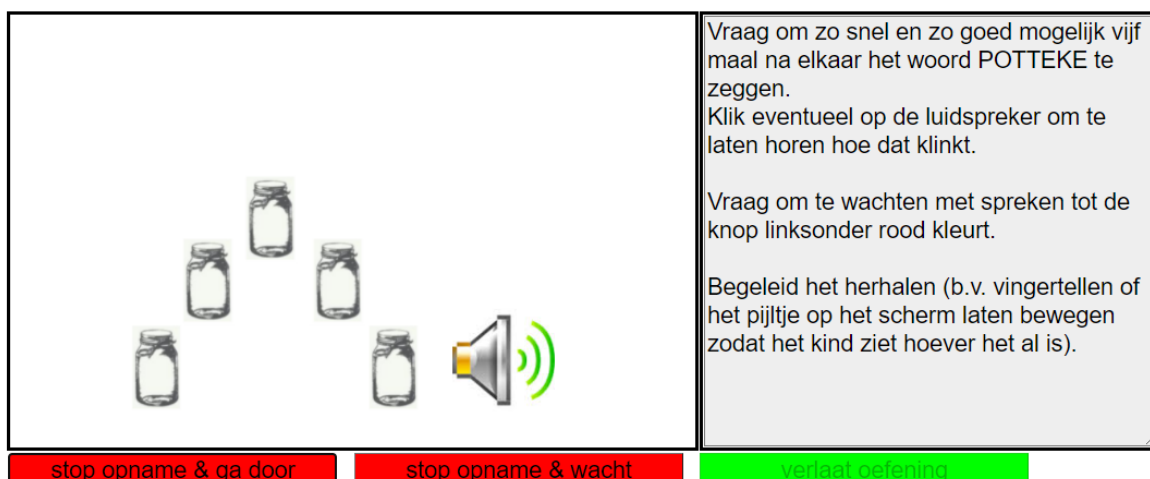 Vraag om zo snel en zo goed mogelijk vijf
maal na elkaar het woord POTTEKE te
zeggen.
Klik eventueel op de luidspreker om te
laten horen hoe dat klinkt.
Vraag om te wachten met spreken tot de
knop linksonder rood kleurt.
Begeleid het herhalen (b.v. vingertellen of
het pijltje op het scherm laten bewegen
zodat het kind ziet hoever het al is).
stop opname & ga door
stop opname & wacht
verlaat oefening